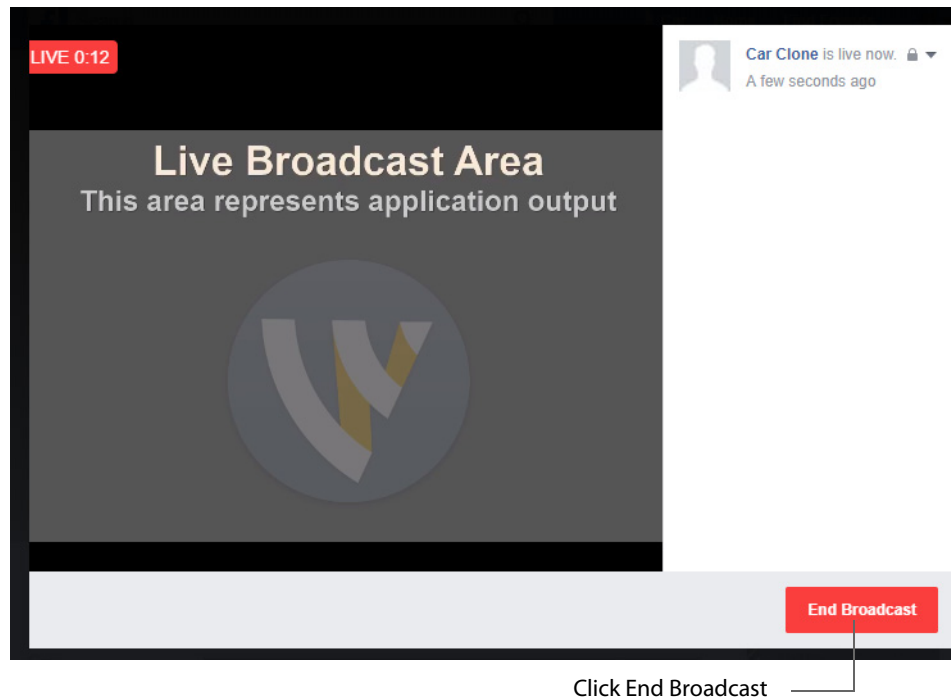 LIVE 0:12
Car Clone is live now.
A few seconds ago
Live Broadcast Area
This area represents application output
End Broadcast
Click End Broadcast